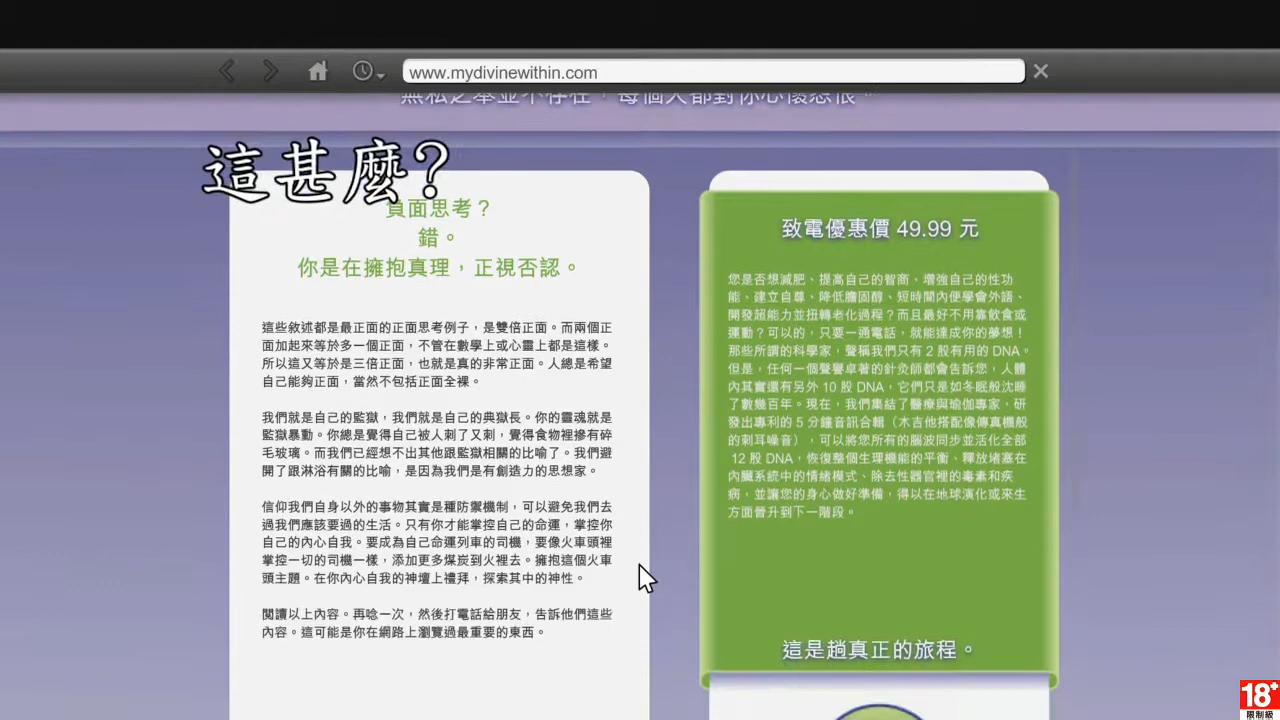 www.mydivinewithin.com
無私之舉並不存在，每個人都對你心懷怨恨。
這甚麼?
負面思考？
錯。
你是在擁抱真理，正視否認。
這些敘述都是最正面的正面思考例子，是雙倍正面。而兩個正
面加起來等於多一個正面，不管在數學上或心靈上都是這樣。
所以這又等於是三倍正面，也就是真的非常正面。人總是希望
自己能夠正面，當然不包括正面全裸。
我們就是自己的監獄，我們就是自己的典獄長。你的靈魂就是
監獄暴動。你總是覺得自己被人刺了又刺，覺得食物裡摻有碎
毛玻璃。而我們已經想不出其他跟監獄相關的比喻了。我們避
開了跟淋浴有關的比喻，是因為我們是有創造力的思想家。
信仰我們自身以外的事物其實是種防禦機制，可以避免我們去
過我們應該要過的生活。只有你才能掌控自己的命運，掌控你
自己的內心自我。要成為自己命運列車的司機，要像火車頭裡
掌控一切的司機一樣，添加更多煤炭到火裡去。擁抱這個火車
頭主題。在你內心自我的神壇上禮拜，探索其中的神性。
閱讀以上內容。再唸一次，然後打電話給朋友，告訴他們這些
內容。這可能是你在網路上瀏覽過最重要的東西。
致電優惠價 49.99 元
您是否想減肥、提高自己的智商、增強自己的性功
能、建立自尊、降低膽固醇、短時間內便學會外語、
開發超能力並扭轉老化過程？而且最好不用靠飲食或
運動？可以的，只要一通電話，就能達成你的夢想！
那些所謂的科學家，聲稱我們只有 2 股有用的 DNA。
但是，任何一個聲譽卓著的針灸師都會告訴您，人體
內其實還有另外 10 股 DNA，它們只是如冬眠般沈睡
了數幾百年。現在，我們集結了醫療與瑜伽專家，研
發出專利的 5 分鐘音訊合輯（木吉他搭配像傳真機般
的刺耳噪音），可以將您所有的腦波同步並活化全部
12 股 DNA，恢復整個生理機能的平衡、釋放堵塞在
內臟系統中的情緒模式、除去性器官裡的毒素和疾
病，並讓您的身心做好準備，得以在地球演化或來生
方面晉升到下一階段。
這是趟真正的旅程。
18+
限制級